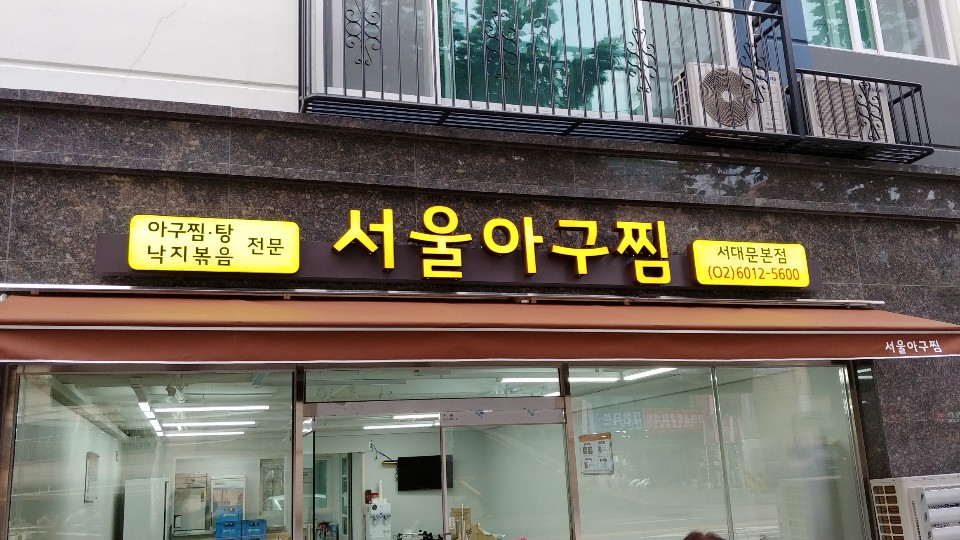 아구찜·탕
낙지볶음
전문
서울아구찜
서대문본점
(02)6012-5600
서울아구찜